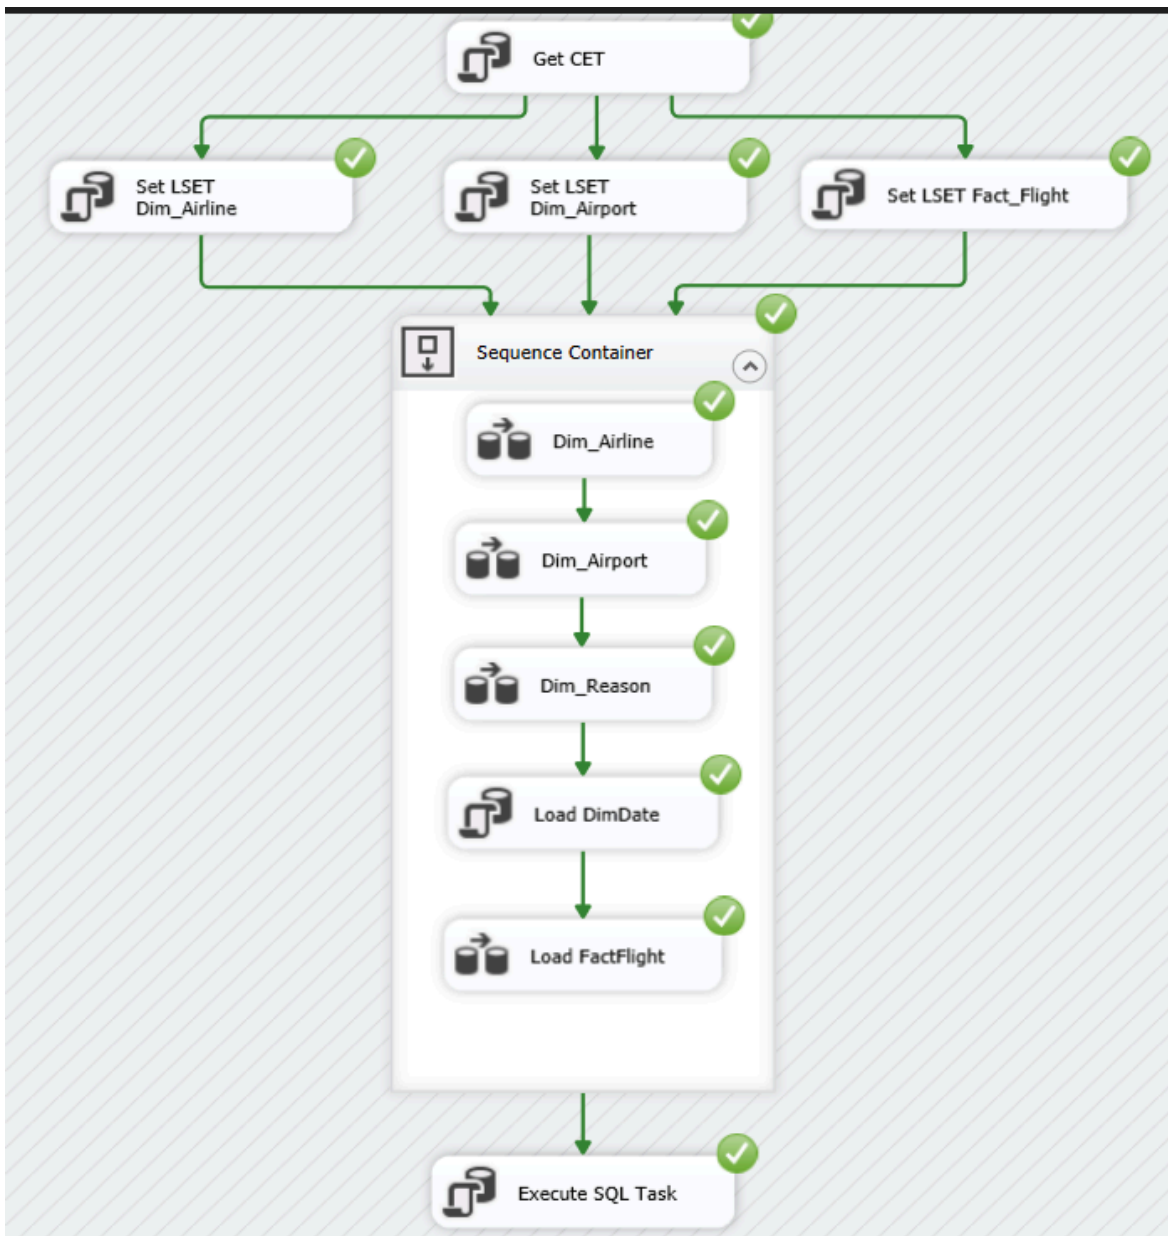 Get CET
Set LSET
Dim_Airline
Set LSET
Dim_Airport
Set LSET Fact_Flight
Sequence Container
Dim_Airline
Dim_Airport
Dim_Reason
Load DimDate
Load FactFlight
Execute SQL Task